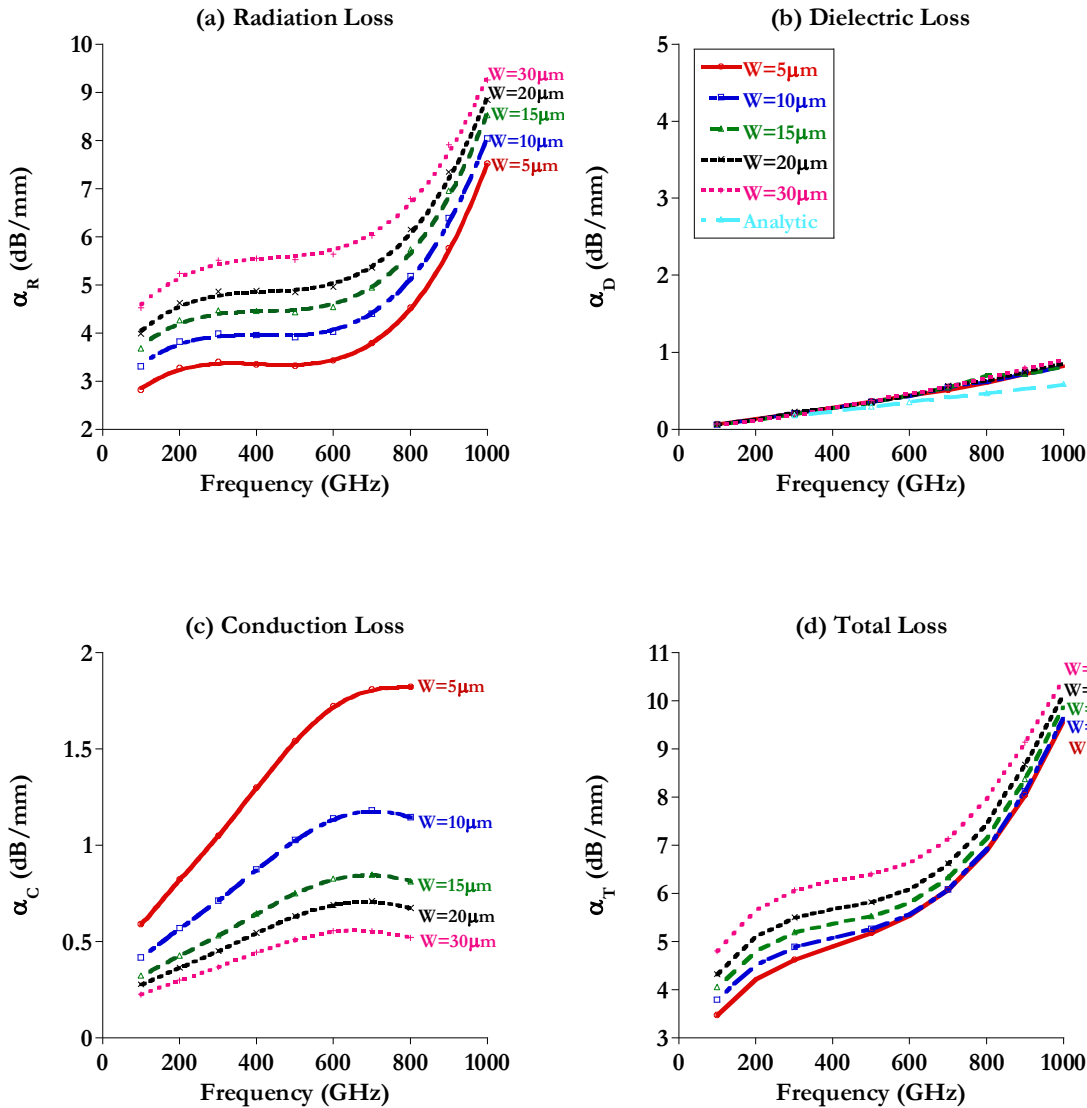 (a) Radiation Loss
10
9
8
7
6
5
4
3
2
0
200
400
600
800
1000
α_R (dB/mm)
Frequency (GHz)
W=30μm
W=20μm
W=15μm
W=10μm
W=5μm
(b) Dielectric Loss
5
4
3
2
1
0
0
200
400
600
800
1000
α_D (dB/mm)
Frequency (GHz)
W=5μm
W=10μm
W=15μm
W=20μm
W=30μm
Analytic
(c) Conduction Loss
2
1.5
1
0.5
0
0
200
400
600
800
1000
α_C (dB/mm)
Frequency (GHz)
W=5μm
W=10μm
W=15μm
W=20μm
W=30μm
(d) Total Loss
11
10
9
8
7
6
5
4
3
0
200
400
600
800
1000
α_T (dB/mm)
Frequency (GHz)
W=
W=
W=
W=
W